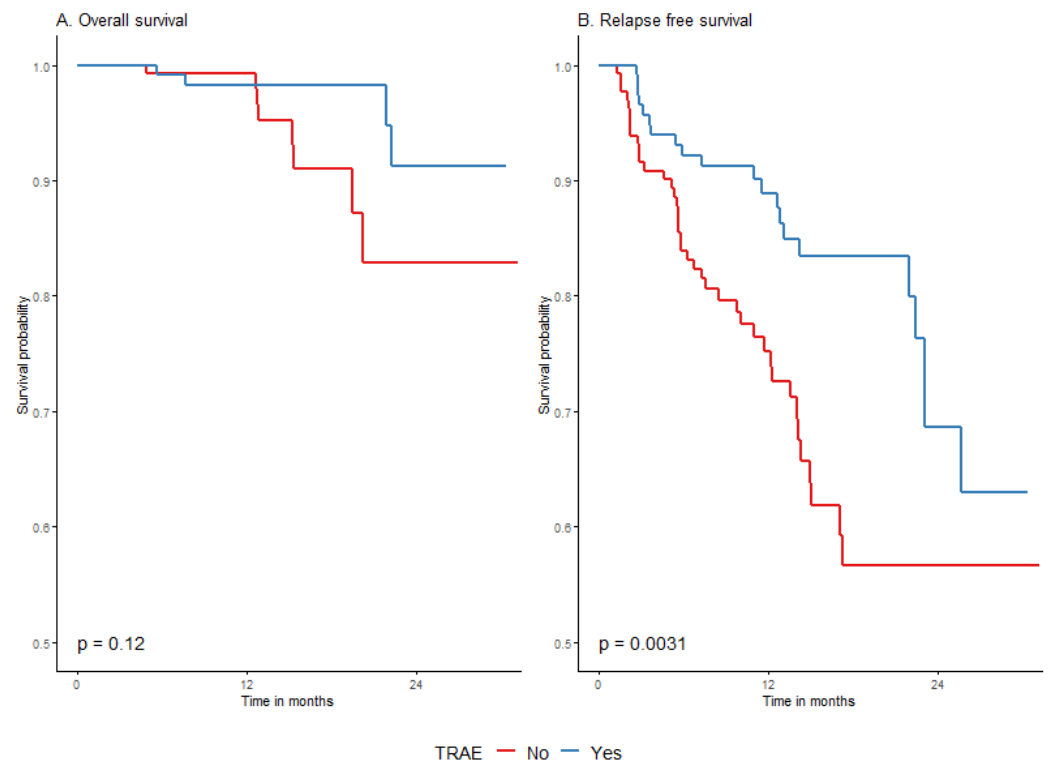 A. Overall survival
Survival probability
1.0
0.9
0.8
0.7
0.6
0.5
p = 0.12
0 12 24
Time in months
B. Relapse free survival
Survival probability
1.0
0.9
0.8
0.7
0.6
0.5
p = 0.0031
0 12 24
Time in months
TRAE No Yes